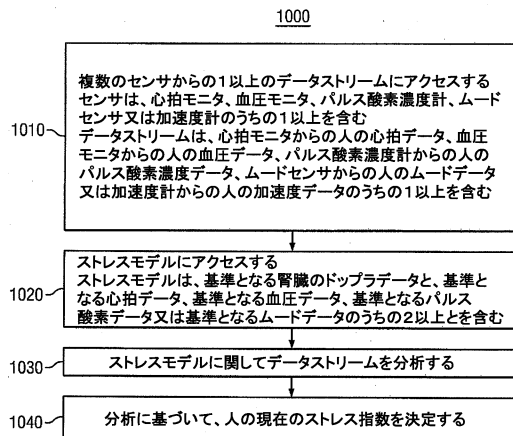 1000
1010
複数のセンサからの1以上のデータストリームにアクセスする
センサは、心拍モニタ、血圧モニタ、パルス酸素濃度計、ムード
センサ又は加速度計のうちの1以上を含む
データストリームは、心拍モニタからの人の心拍データ、血圧
モニタからの人の血圧データ、パルス酸素濃度計からの人の
パルス酸素濃度データ、ムードセンサからの人のムードデータ
又は加速度計からの人の加速度データのうちの1以上を含む
1020
ストレスモデルにアクセスする
ストレスモデルは、基準となる腎臓のドップラデータと、基準と
なる心拍データ、基準となる血圧データ、基準となるパルス
酸素データ又は基準となるムードデータのうちの2以上とを含む
1030
ストレスモデルに関してデータストリームを分析する
1040
分析に基づいて、人の現在のストレス指数を決定する